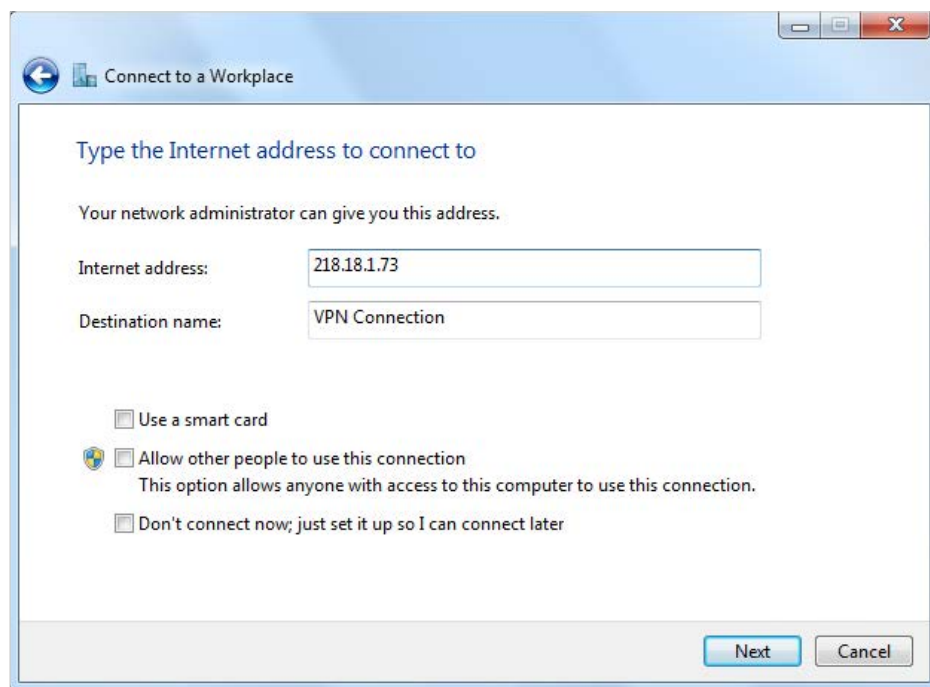 Connect to a Workplace
Type the Internet address to connect to
Your network administrator can give you this address.
Internet address: 218.18.1.73
Destination name: VPN Connection
Use a smart card
Allow other people to use this connection
This option allows anyone with access to this computer to use this connection.
Don't connect now; just set it up so I can connect later
Next Cancel